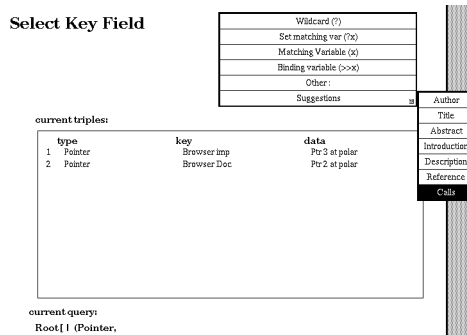 Select Key Field
Wildcard (?)
Set matching var (?x)
Matching Variable (x)
Binding variable (>>x)
Other :
Suggestions
Author
Title
Abstract
Introduction
Description
Reference
Calls
current triples:
type key data
1 Pointer Browser imp Ptr 3 at polar
2 Pointer Browser Doc Ptr 2 at polar
current query:
Root[ | (Pointer,